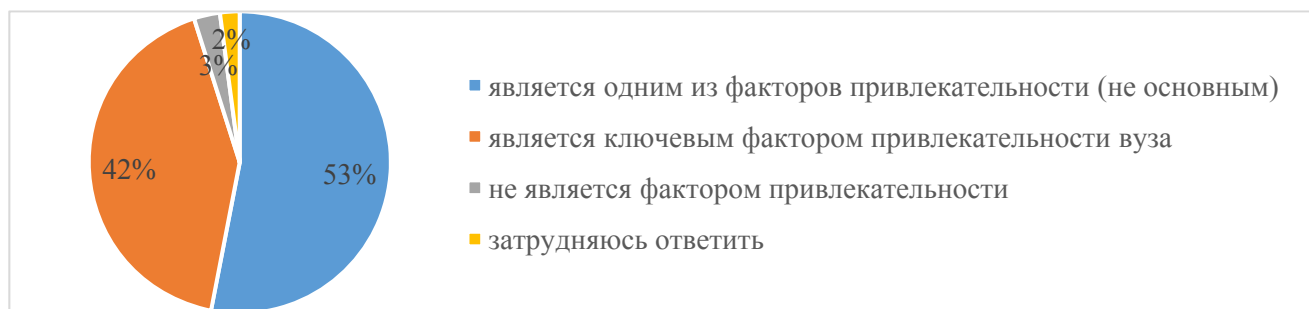 2%
3%
42%
53%
является одним из факторов привлекательности (не основным)
является ключевым фактором привлекательности вуза
не является фактором привлекательности
затрудняюсь ответить